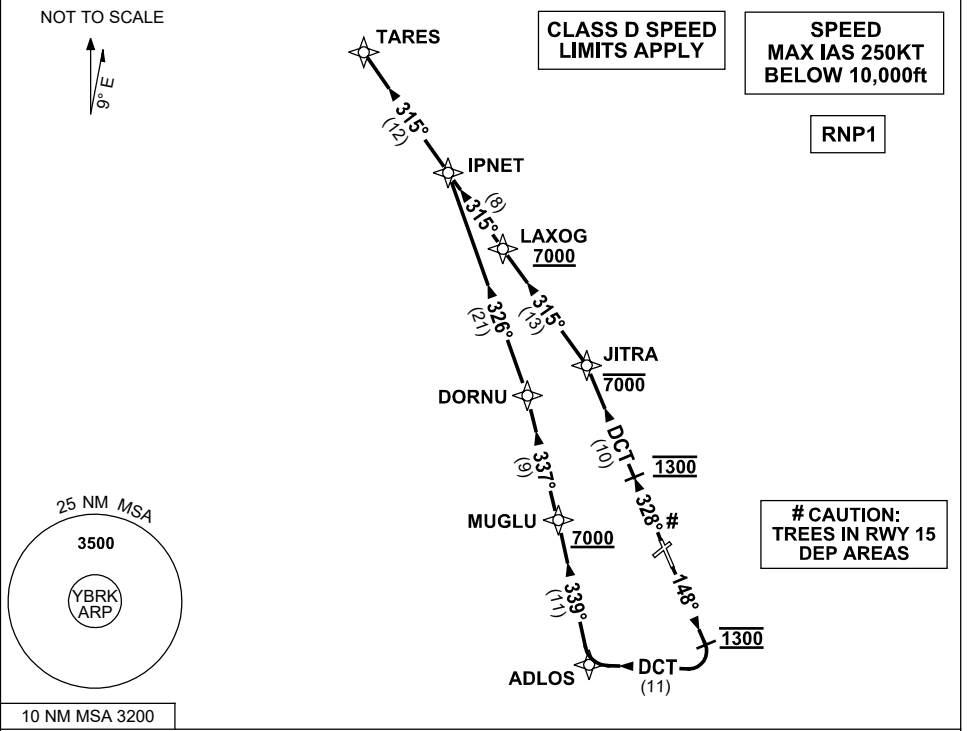 NOT TO SCALE
9° E
TARES
CLASS D SPEED
LIMITS APPLY
SPEED
MAX IAS 250KT
BELOW 10,000ft
RNP1
315°
(12)
IPNET
(8)
315°
LAXOG
7000
315°
(13)
326°
(21)
JITRA
7000
DORNU
DCT
(10)
1300
337°
(9)
328°
#
MUGLU
7000
# CAUTION:
TREES IN RWY 15
DEP AREAS
25 NM MSA
3500
YBRK
ARP
339°
(11)
148°
1300
ADLOS
DCT
(11)
10 NM MSA 3200